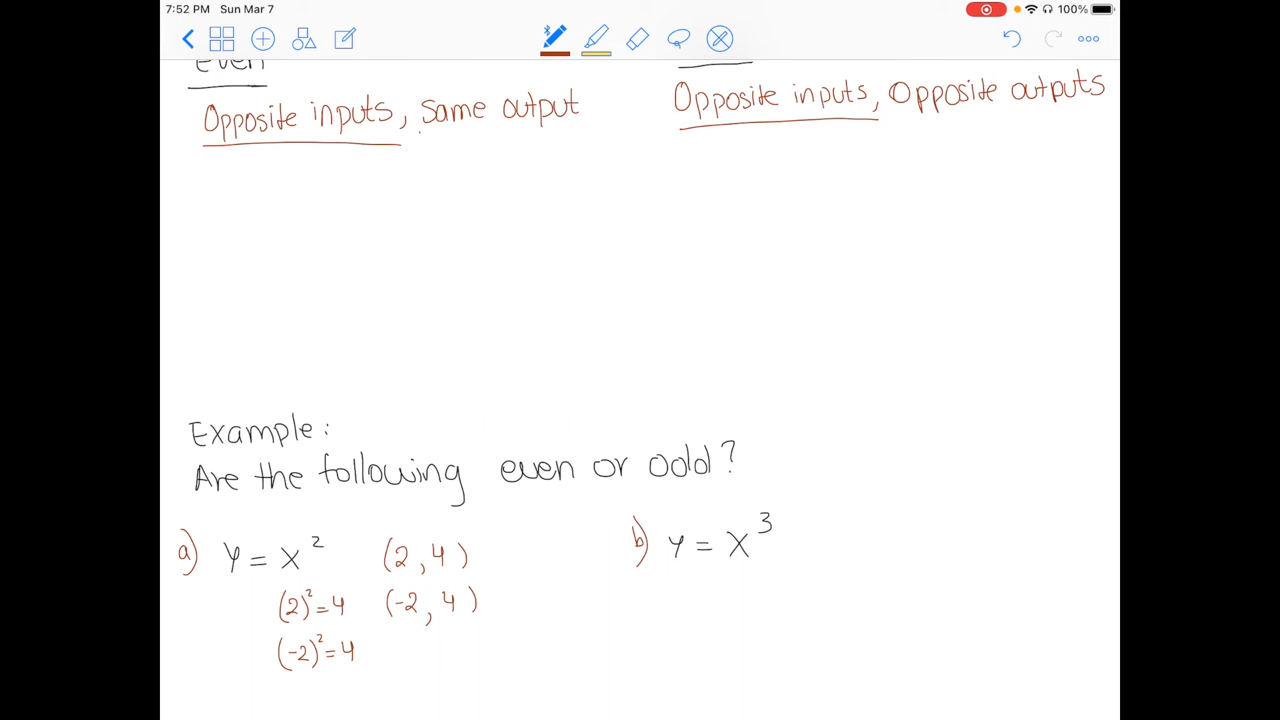 7:52 PM Sun Mar 7
100%
even
Opposite inputs, same output
Opposite inputs, opposite outputs
Example:
Are the following even or odd?
a) y = x² (2, 4)
(2)² = 4 (-2, 4)
(-2)² = 4
b) y = x³